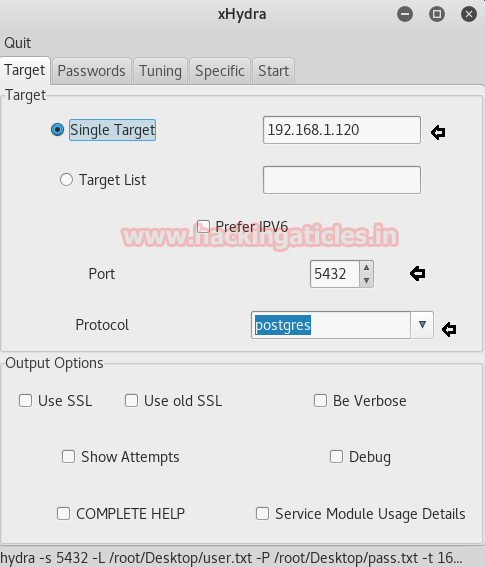 xHydra
Quit
Target Passwords Tuning Specific Start
Target
Single Target 192.168.1.120
Target List
Prefer IPV6
www.hackingaticles.in
Port 5432
Protocol postgres
Output Options
Use SSL Use old SSL Be Verbose
Show Attempts Debug
COMPLETE HELP Service Module Usage Details
hydra -s 5432 -L /root/Desktop/user.txt -P /root/Desktop/pass.txt -t 16...